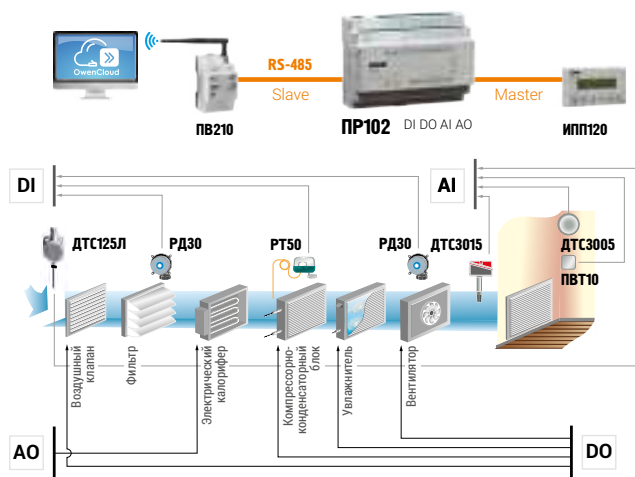 OwenCloud
RS-485
Slave
Master
ПВ210
ПР102 DI DO AI AO
ИПП120
DI
AI
ДТС125Л
РД30
РТ50
РД30
ДТС3015
ДТС3005
ПВТ10
Воздушный
клапан
Фильтр
Электрический
калорифер
Компрессорно-
конденсаторный
блок
Увлажнитель
Вентилятор
AO
DO